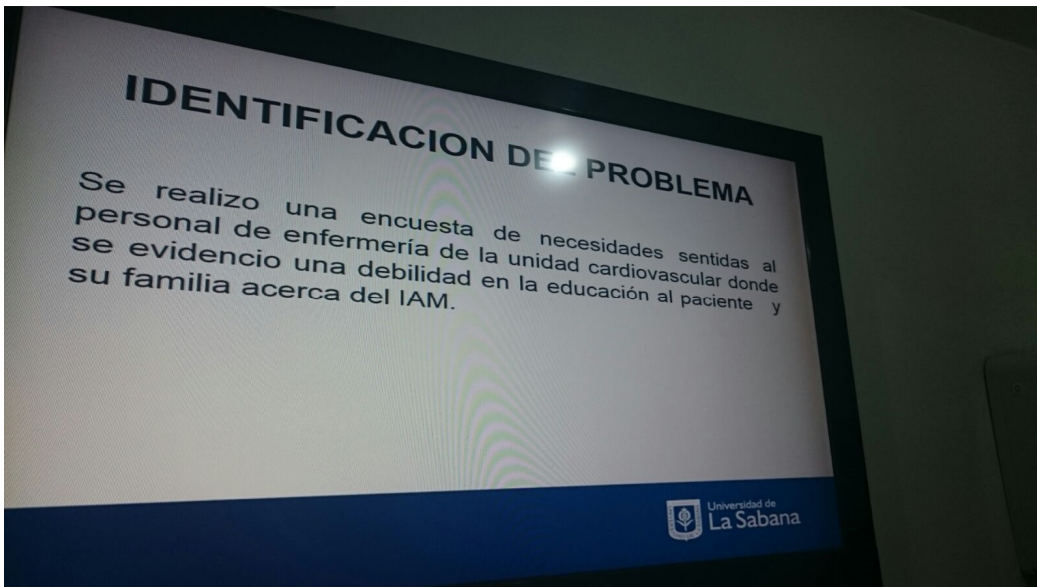 IDENTIFICACION DEL PROBLEMA
Se realizo una encuesta de necesidades sentidas al
personal de enfermería de la unidad cardiovascular donde
se evidencio una debilidad en la educación al paciente y
su familia acerca del IAM.
Universidad de
La Sabana